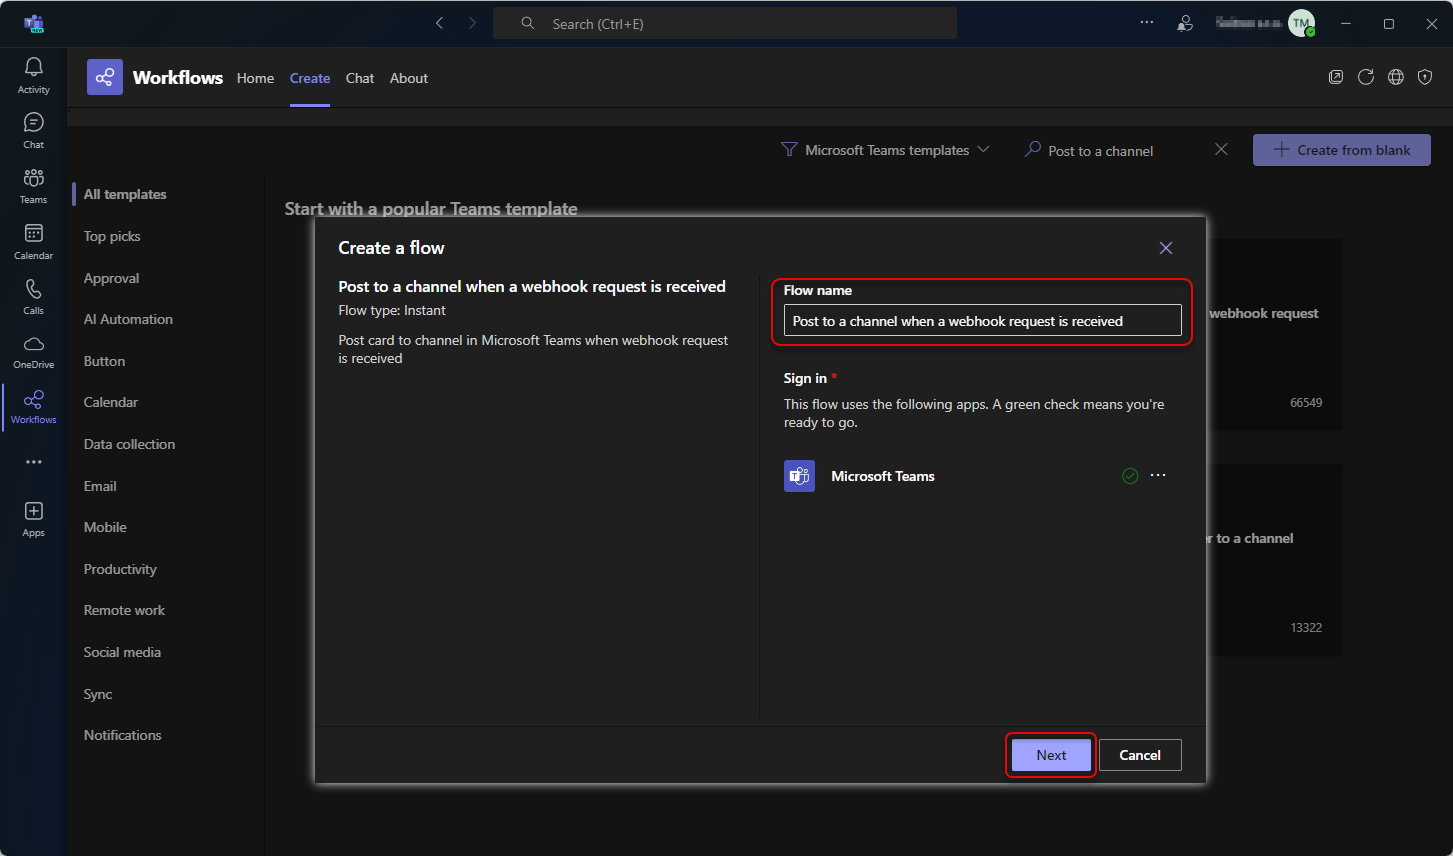 Search (Ctrl+E)
TM
NEW
Activity
Chat
Teams
Calendar
Calls
OneDrive
Workflows
Apps
Workflows
Home
Create
Chat
About
Microsoft Teams templates
Post to a channel
Create from blank
All templates
Top picks
Approval
AI Automation
Button
Calendar
Data collection
Email
Mobile
Productivity
Remote work
Social media
Sync
Notifications
Start with a popular Teams template
webhook request
66549
er to a channel
13322
Create a flow
Post to a channel when a webhook request is received
Flow type: Instant
Post card to channel in Microsoft Teams when webhook request
is received
Flow name
Post to a channel when a webhook request is received
Sign in *
This flow uses the following apps. A green check means you're
ready to go.
Microsoft Teams
Next
Cancel